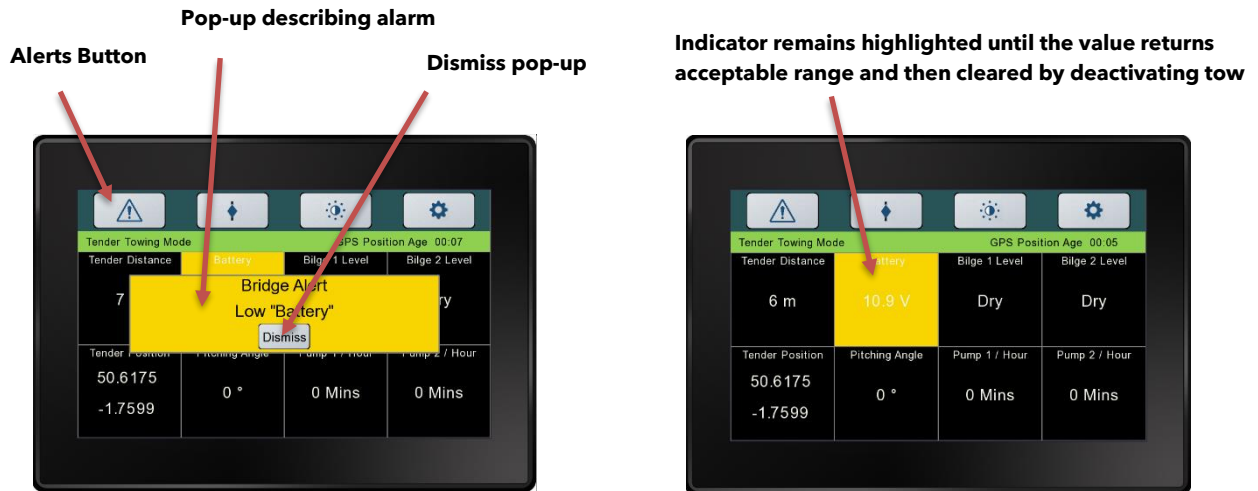 Pop-up describing alarm
Alerts Button
Dismiss pop-up
Tender Towing Mode GPS Position Age 00:07
Tender Distance Battery Bilge 1 Level Bilge 2 Level
Bridge Alert
7
Low "Battery"
Dismiss
Tender Position Pitching Angle Pump 1 / Hour Pump 2 / Hour
50.6175
-1.7599
0 °
0 Mins
0 Mins
Indicator remains highlighted until the value returns
acceptable range and then cleared by deactivating tow
Tender Towing Mode GPS Position Age 00:05
Tender Distance Battery Bilge 1 Level Bilge 2 Level
6 m 10.9 V Dry Dry
Tender Position Pitching Angle Pump 1 / Hour Pump 2 / Hour
50.6175
-1.7599
0 °
0 Mins
0 Mins